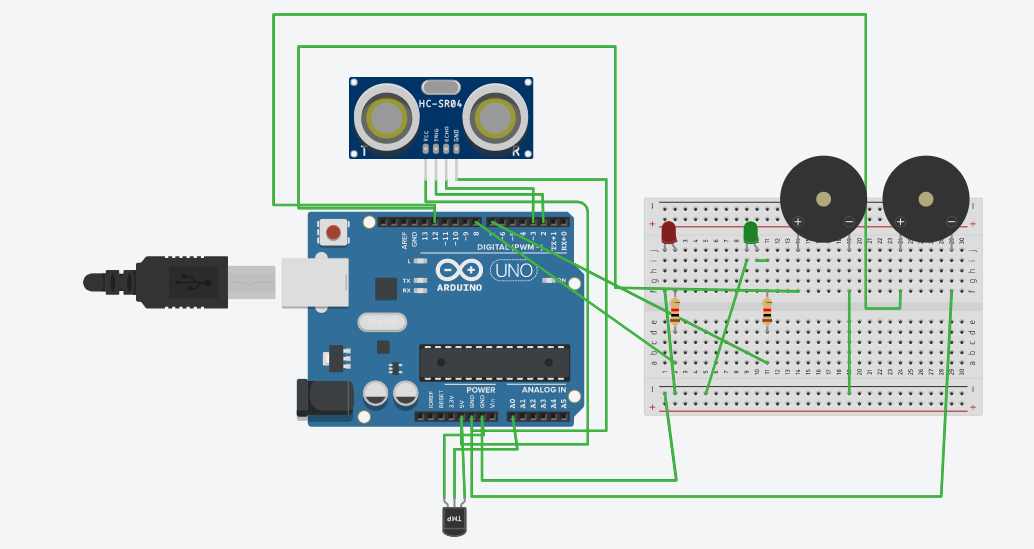 HC-SR04
VCC
TRIG
ECHO
GND
T
R
AREF
GND
13
12
~11
~10
~9
8
7
~6
~5
4
~3
2
TX→1
RX←0
DIGITAL (PWM~)
L
TX
RX
ARDUINO
UNO
ON
POWER
ANALOG IN
IOREF
RESET
3.3V
5V
GND
GND
Vin
A0
A1
A2
A3
A4
A5
TMP